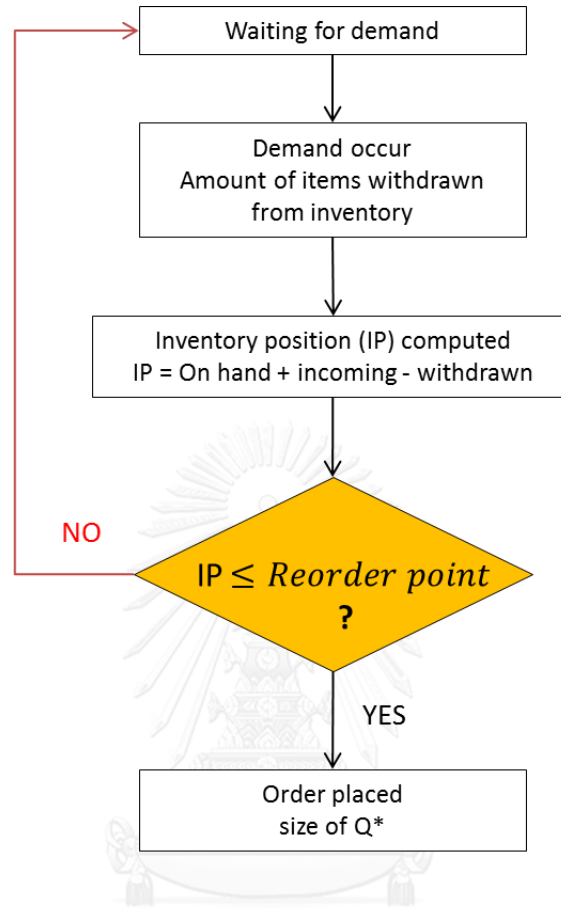 Waiting for demand
Demand occur
Amount of items withdrawn
from inventory
Inventory position (IP) computed
IP = On hand + incoming - withdrawn
NO
IP ≤ Reorder point
?
YES
Order placed
size of Q*